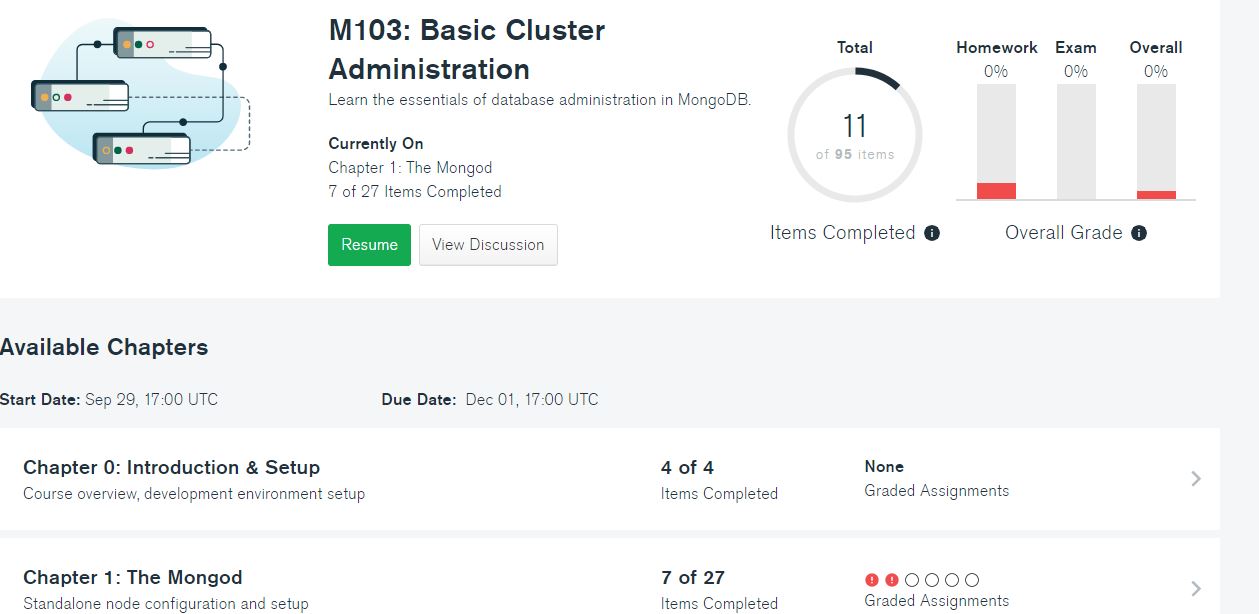 M103: Basic Cluster
Administration
Learn the essentials of database administration in MongoDB.
Currently On
Chapter 1: The Mongod
7 of 27 Items Completed
Resume
View Discussion
Total
11
of 95 items
Items Completed
Homework Exam Overall
0% 0% 0%
Overall Grade
Available Chapters
Start Date: Sep 29, 17:00 UTC Due Date: Dec 01, 17:00 UTC
Chapter 0: Introduction & Setup
Course overview, development environment setup
4 of 4
Items Completed
None
Graded Assignments
Chapter 1: The Mongod
Standalone node configuration and setup
7 of 27
Items Completed
Graded Assignments